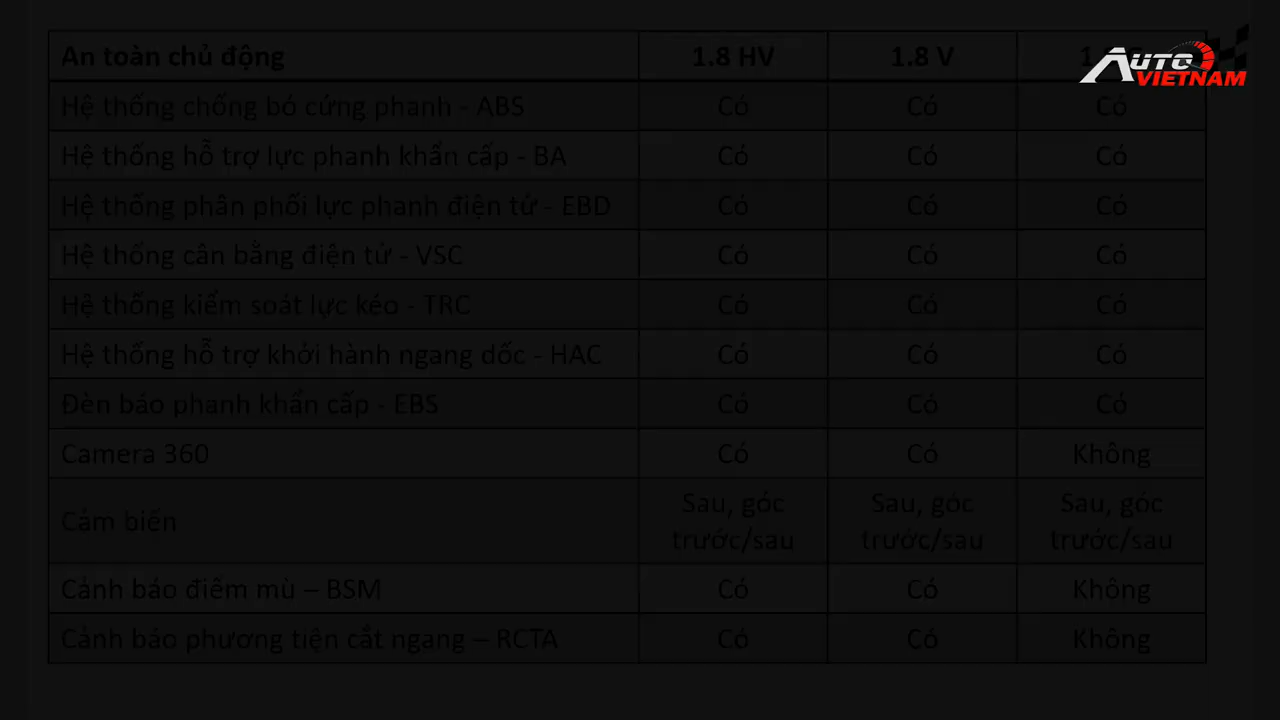 An toàn chủ động 1.8 HV 1.8 V
AUTO
VIETNAM
Hệ thống chống bó cứng phanh - ABS Có Có Có
Hệ thống hỗ trợ lực phanh khẩn cấp - BA Có Có Có
Hệ thống phân phối lực phanh điện tử - EBD Có Có Có
Hệ thống cân bằng điện tử - VSC Có Có Có
Hệ thống kiểm soát lực kéo - TRC Có Có Có
Hệ thống hỗ trợ khởi hành ngang dốc - HAC Có Có Có
Đèn báo phanh khẩn cấp - EBS Có Có Có
Camera 360 Có Có Không
Cảm biến Sau, góc Sau, góc Sau, góc
trước/sau trước/sau trước/sau
Cảnh báo điểm mù – BSM Có Có Không
Cảnh báo phương tiện cắt ngang – RCTA Có Có Không